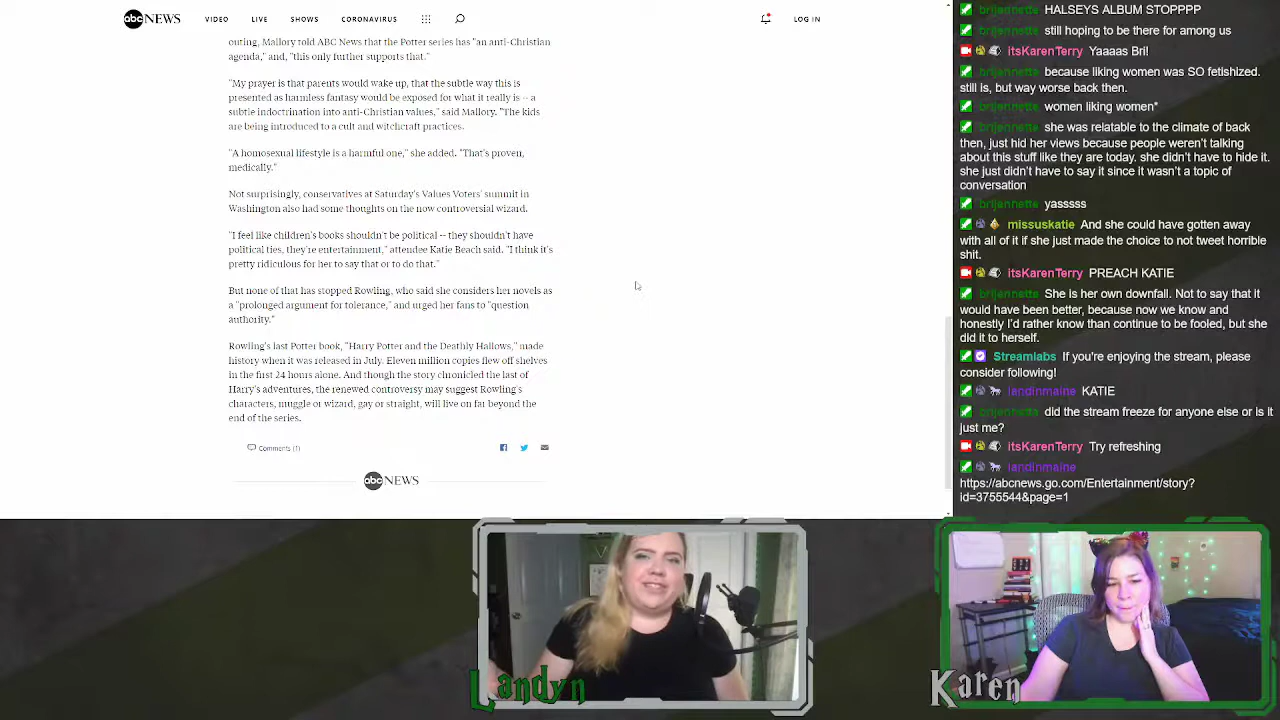 abc NEWS VIDEO LIVE SHOWS CORONAVIRUS LOG IN
outing, Mallory told ABC News that the Potter series has "an anti-Christian
agenda," and, "this only further supports that."
"My prayer is that parents would wake up, that the subtle way this is
presented as harmless fantasy would be exposed for what it really is -- a
subtle indoctrination into anti-Christian values," said Mallory. "The kids
are being introduced to a cult and witchcraft practices.
"A homosexual lifestyle is a harmful one," she added. "That's proven,
medically."
Not surprisingly, conservatives at Saturday's Values Voters' summit in
Washington also had some thoughts on the now controversial wizard.
"I feel like children's books shouldn't be political -- they shouldn't have
political ties, they're entertainment," attendee Katie Beach said. "I think it's
pretty ridiculous for her to say that or to do that."
But none of that has stopped Rowling, who said she considers her novels as
a "prolonged argument for tolerance," and urged her fans to "question
authority."
Rowling's last Potter book, "Harry Potter and the Deathly Hallows," made
history when it was released in July. Eleven million copies flew off shelves
in the first 24 hours alone. And though the story chronicled the last of
Harry's adventures, the renewed controversy may suggest Rowling's
characters, muggle or wizard, gay or straight, will live on far beyond the
end of the series.
Comments (1)
abc NEWS
brijennette HALSEYS ALBUM STOPPPP
brijennette still hoping to be there for among us
itsKarenTerry Yaaaas Bri!
brijennette because liking women was SO fetishized.
still is, but way worse back then.
brijennette women liking women*
brijennette she was relatable to the climate of back
then, just hid her views because people weren't talking
about this stuff like they are today. she didn't have to hide it.
she just didn't have to say it since it wasn't a topic of
conversation
brijennette yasssss
missuskatie And she could have gotten away
with all of it if she just made the choice to not tweet horrible
shit.
itsKarenTerry PREACH KATIE
brijennette She is her own downfall. Not to say that it
would have been better, because now we know and
honestly I'd rather know than continue to be fooled, but she
did it to herself.
Streamlabs If you're enjoying the stream, please
consider following!
landinmaine KATIE
brijennette did the stream freeze for anyone else or is it
just me?
itsKarenTerry Try refreshing
landinmaine
https://abcnews.go.com/Entertainment/story?
id=3755544&page=1
Landyn
Karen